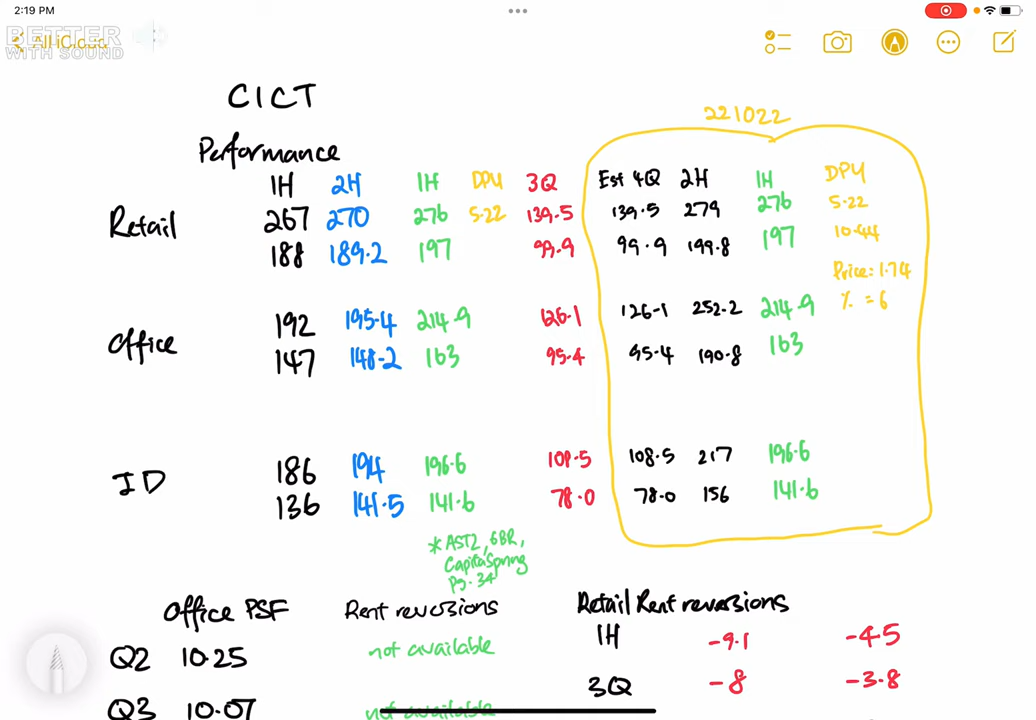 2:19 PM
All iCloud
BETTER
WITH SOUND
CICT
221022
Performance
1H 2H 1H DPU 3Q Est 4Q 2H 1H DPU
Retail 267 270 276 5.22 139.5 139.5 279 276 5.22
188 189.2 197 99.9 99.9 199.8 197 10.44
Price: 1.74
% = 6
Office 192 195.4 214.9 126.1 126.1 252.2 214.9
147 148.2 163 95.4 95.4 190.8 163
ID 186 194 196.6 108.5 108.5 217 196.6
136 141.5 141.6 78.0 78.0 156 141.6
* AST2, 6BR,
CapitaSpring
Pg. 34
Office PSF Rent reversions Retail Rent reversions
Q2 10.25 not available 1H -9.1 -4.5
Q3 10.07 not available 3Q -8 -3.8